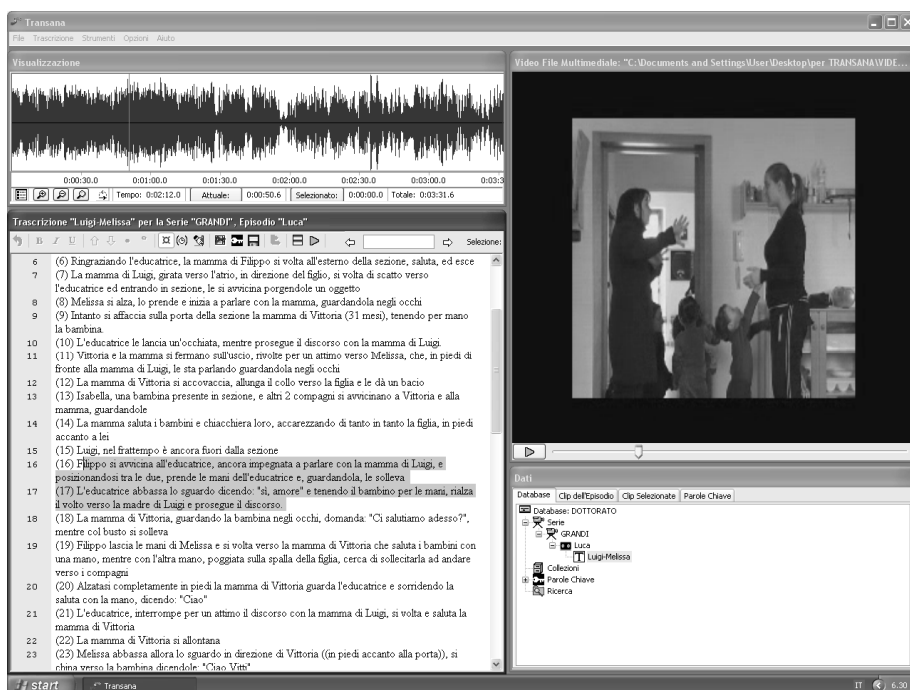 Transana
File Trascrizione Strumenti Opzioni Aiuto
Visualizzazione
0:00:30.0 0:01:00.0 0:01:30.0 0:02:00.0 0:02:30.0 0:03:00.0 0:03:3
Tempo: 0:02:12.0 Attuale: 0:00:50.6 Selezionato: 0:00:00.0 Totale: 0:03:31.6
Trascrizione "Luigi-Melissa" per la Serie "GRANDI", Episodio "Luca"
B I U Selezione:
6 (6) Ringraziando l'educatrice, la mamma di Filippo si volta all'esterno della sezione, saluta, ed esce
7 (7) La mamma di Luigi, girata verso l'atrio, in direzione del figlio, si volta di scatto verso
l'educatrice ed entrando in sezione, le si avvicina porgendole un oggetto
8 (8) Melissa si alza, lo prende e inizia a parlare con la mamma, guardandola negli occhi
9 (9) Intanto si affaccia sulla porta della sezione la mamma di Vittoria (31 mesi), tenendo per mano
la bambina.
10 (10) L'educatrice le lancia un'occhiata, mentre prosegue il discorso con la mamma di Luigi.
11 (11) Vittoria e la mamma si fermano sull'uscio, rivolte per un attimo verso Melissa, che, in piedi di
fronte alla mamma di Luigi, le sta parlando guardandola negli occhi
12 (12) La mamma di Vittoria si accovaccia, allunga il collo verso la figlia e le dà un bacio
13 (13) Isabella, una bambina presente in sezione, e altri 2 compagni si avvicinano a Vittoria e alla
mamma, guardandole
14 (14) La mamma saluta i bambini e chiacchiera loro, accarezzando di tanto in tanto la figlia, in piedi
accanto a lei
15 (15) Luigi, nel frattempo è ancora fuori dalla sezione
16 (16) Filippo si avvicina all'educatrice, ancora impegnata a parlare con la mamma di Luigi, e
posizionandosi tra le due, prende le mani dell'educatrice e, guardandola, le solleva
17 (17) L'educatrice abbassa lo sguardo dicendo: "sì, amore" e tenendo il bambino per le mani, rialza
il volto verso la madre di Luigi e prosegue il discorso.
18 (18) La mamma di Vittoria, guardando la bambina negli occhi, domanda: "Ci salutiamo adesso?",
mentre col busto si solleva
19 (19) Filippo lascia le mani di Melissa e si volta verso la mamma di Vittoria che saluta i bambini con
una mano, mentre con l'altra mano, poggiata sulla spalla della figlia, cerca di sollecitarla ad andare
verso i compagni
20 (20) Alzatasi completamente in piedi la mamma di Vittoria guarda l'educatrice e sorridendo la
saluta con la mano, dicendo: "Ciao"
21 (21) L'educatrice, interrompe per un attimo il discorso con la mamma di Luigi, si volta e saluta la
mamma di Vittoria
22 (22) La mamma di Vittoria si allontana
23 (23) Melissa abbassa allora lo sguardo in direzione di Vittoria ((in piedi accanto alla porta)), si
china verso la bambina dicendole: "Ciao Vitti"
Video File Multimediale: "C:\Documents and Settings\User\Desktop\per TRANSANA\VIDE...
Dati
Database Clip dell'Episodio Clip Selezionate Parole Chiave
Database: DOTTORATO
Serie
GRANDI
Luca
Luigi-Melissa
Collezioni
Parole Chiave
Ricerca
start Transana IT 6.30